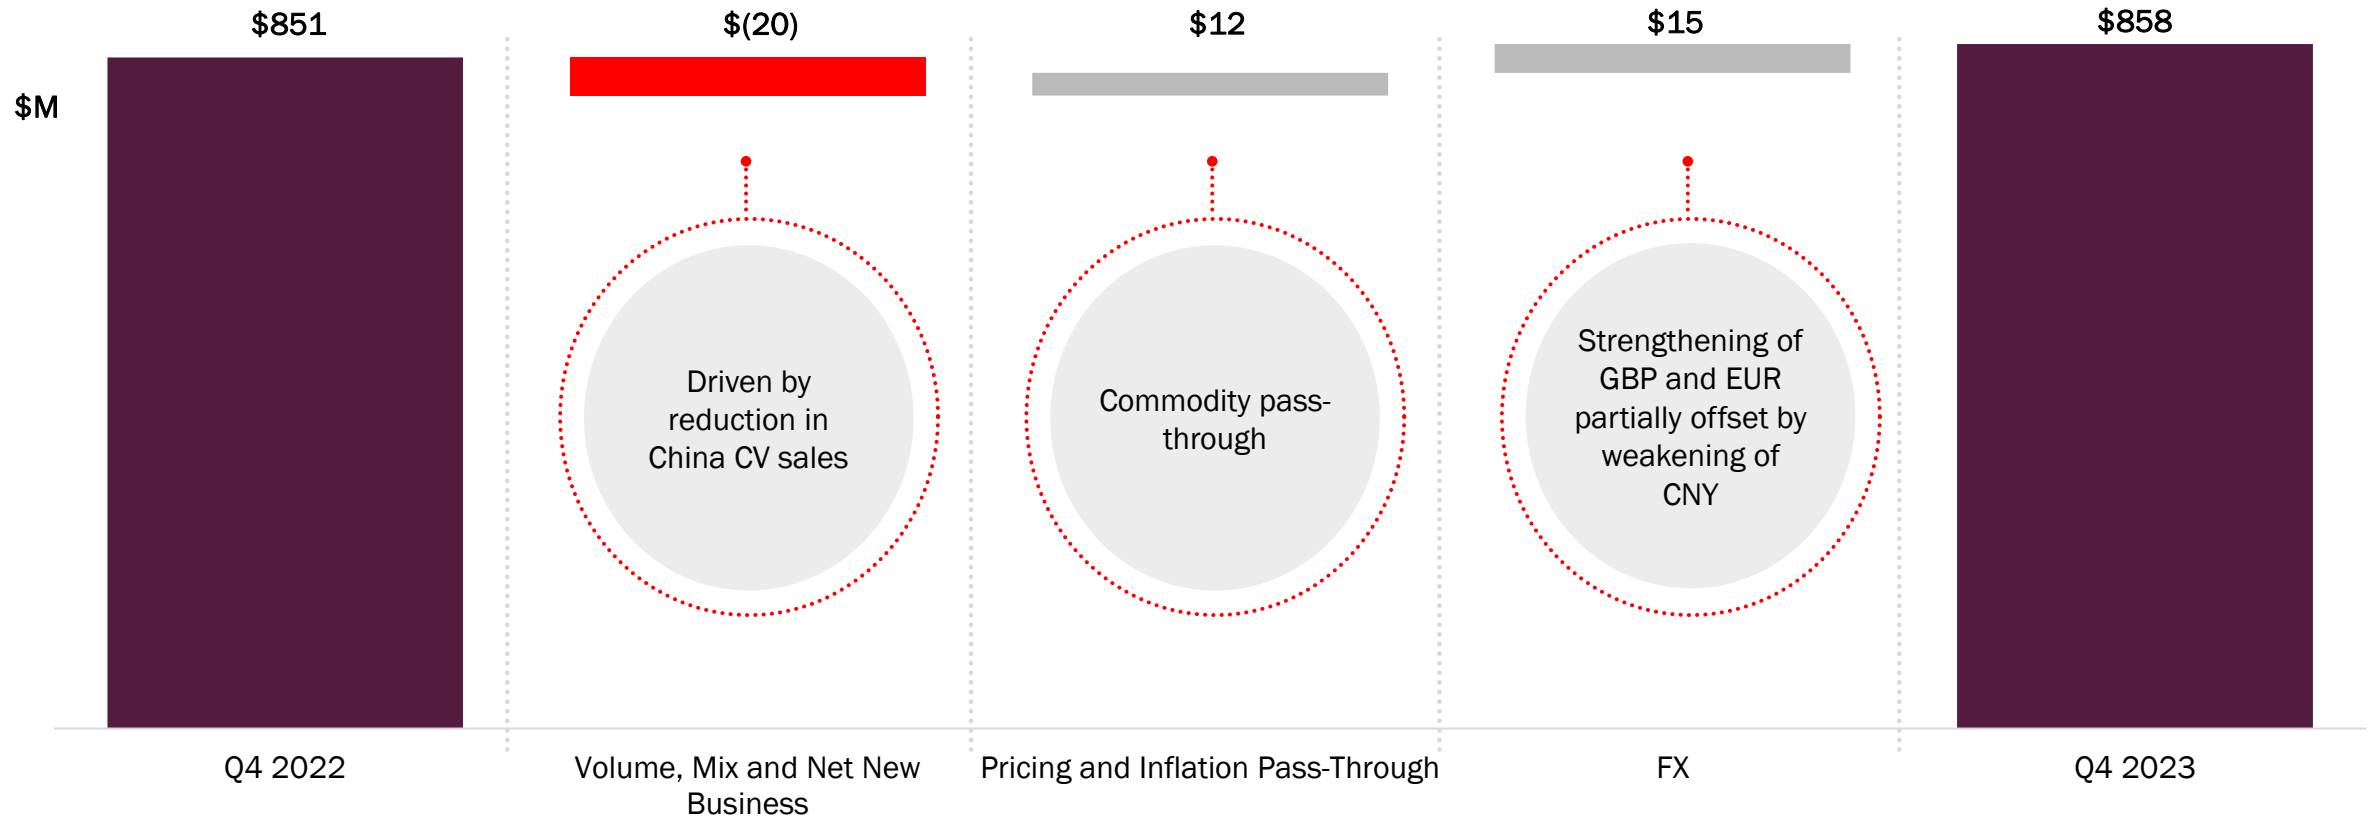 $851
$(20)
$12
$15
$858
$M
Driven by
reduction in
China CV sales
Commodity pass-
through
Strengthening of
GBP and EUR
partially offset by
weakening of
CNY
Q4 2022
Volume, Mix and Net New
Business
Pricing and Inflation Pass-Through
FX
Q4 2023